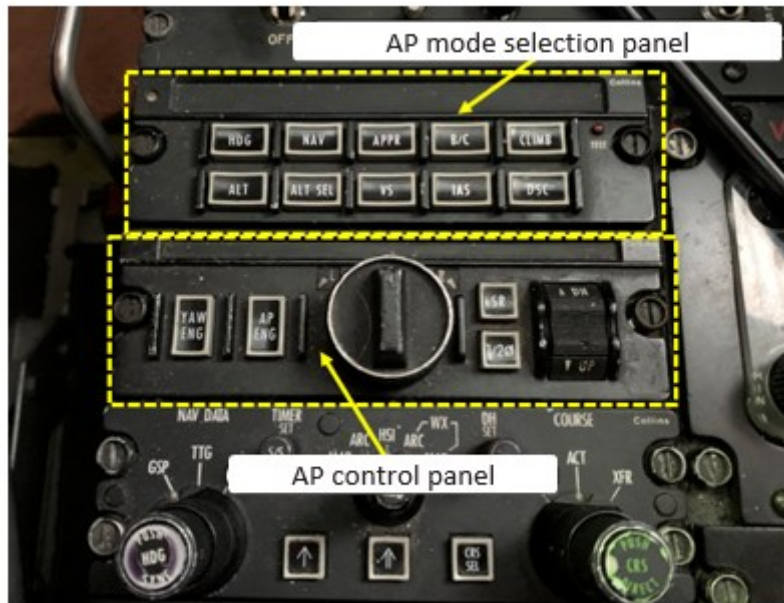 OFF
AP mode selection panel
Collins
HDG NAV APPR B/C CLIMB
TEST
ALT ALT SEL VS IAS DSC
YAW ENG
AP ENG
L R
SR
1/2Ø
DN
UP
NAV DATA
TIMER SET
DH SET
COURSE
Collins
WX
ARC HSI ARC
GSP TTG
AP control panel
ACT XFR
PUSH HDG SYNC
CRS SEL
PUSH CRS DIRECT